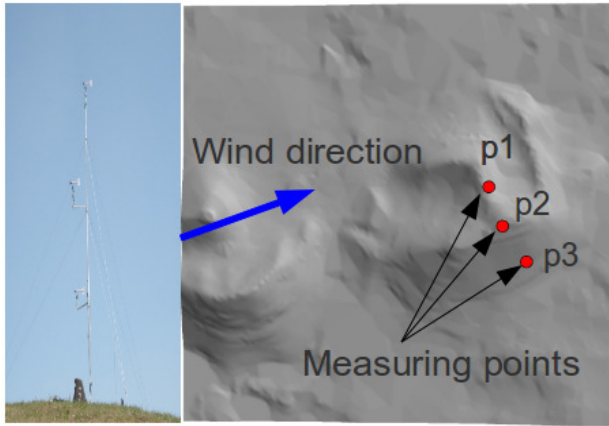 Wind direction
p1
p2
p3
Measuring points